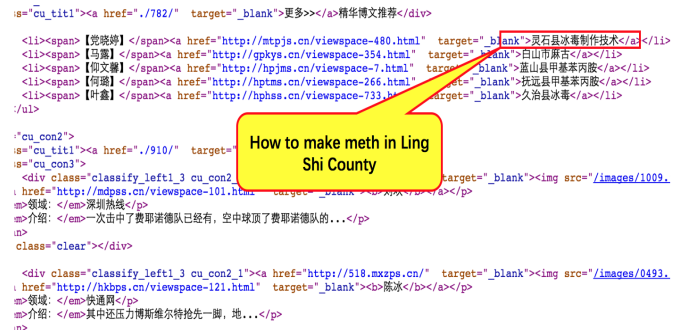 s="cu_tit1"><a href="./782/" target="_blank">更多>></a>精华博文推荐</div>
<li><span>【党晓婷】</span><a href="http://mtpjs.cn/viewspace-480.html" target="_blank">灵石县冰毒制作技术</a></li>
<li><span>【马露】</span><a href="http://gpkys.cn/viewspace-354.html" target="_blank">白山市麻古</a></li>
<li><span>【仰文馨】</span><a href="http://hpjms.cn/viewspace-7.html" target="_blank">蓝山县甲基苯丙胺</a></li>
<li><span>【何璐】</span><a href="http://hptms.cn/viewspace-266.html" target="_blank">抚远县甲基苯丙胺</a></li>
<li><span>【叶鑫】</span><a href="http://hphss.cn/viewspace-733.html" target="_blank">久治县冰毒</a></li>
/ul>
="cu_con2">
s="cu_tit1"><a href="./910/" target="
="cu_con3">
How to make meth in Ling
Shi County
<div class="classify_left1_3 cu_con2_ target="_blank"><img src="/images/1009.
href="http://mdpss.cn/viewspace-101.html" target="_blank"><b>刘欢</b></a></p>
em>领域：</em>深圳热线</p>
em>介绍：</em>一次击中了费耶诺德队已经有，空中球顶了费耶诺德队的...</p>
n>
class="clear"></div>
<div class="classify_left1_3 cu_con2_1"><a href="http://518.mxzps.cn/" target="_blank"><img src="/images/0493.
href="http://hkbps.cn/viewspace-121.html" target="_blank"><b>陈冰</b></a></p>
em>领域：</em>快通网</p>
em>介绍：</em>其中还压力博斯维尔特抢先一脚，地...</p>
n>